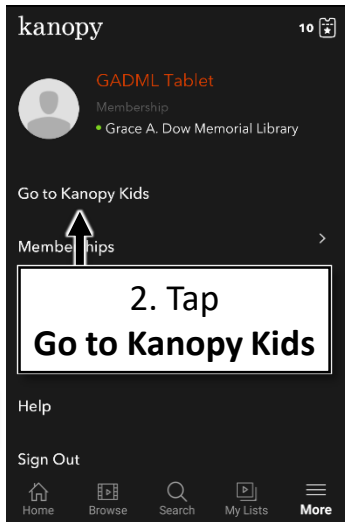 kanopy
10
GADML Tablet
Membership
• Grace A. Dow Memorial Library
Go to Kanopy Kids
Memberships
2. Tap
Go to Kanopy Kids
Help
Sign Out
Home Browse Search My Lists More